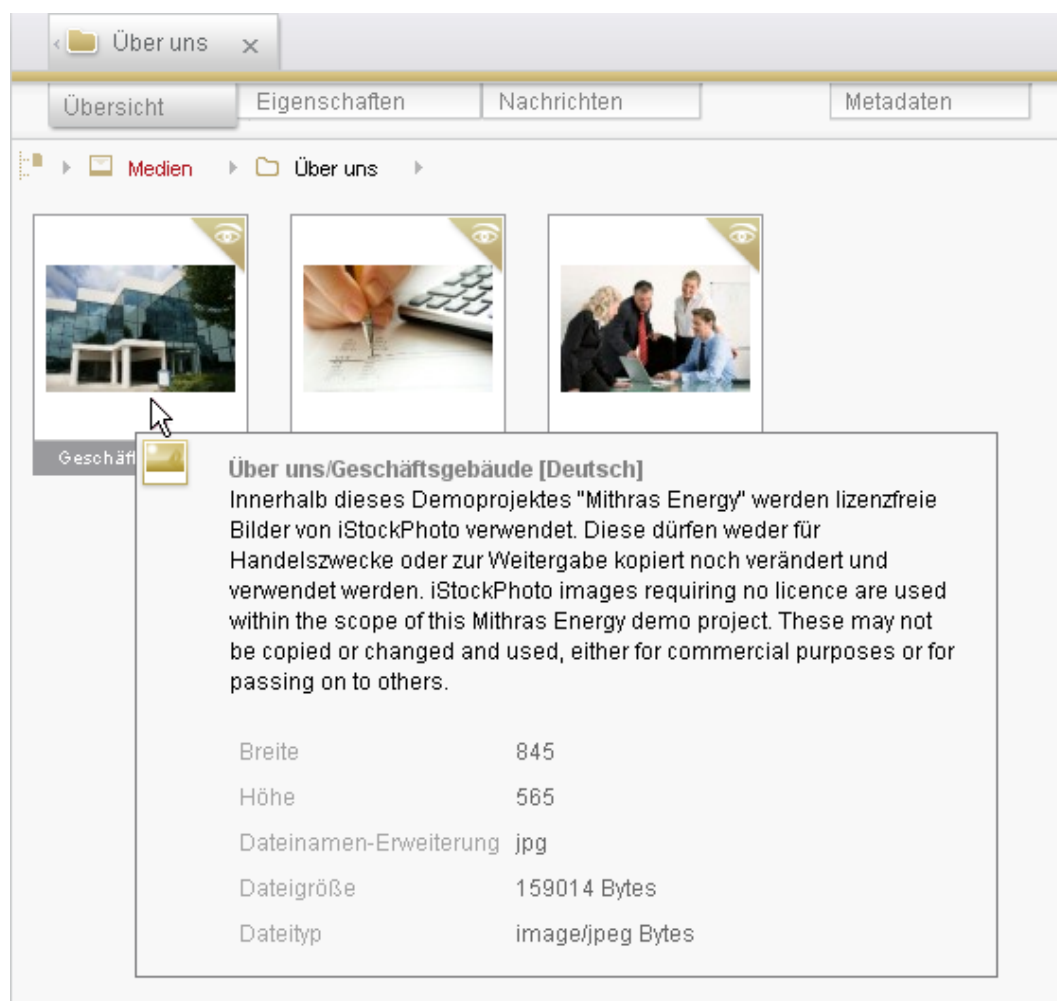 Über uns
Übersicht Eigenschaften Nachrichten Metadaten
Medien Über uns
Geschäf
Über uns/Geschäftsgebäude [Deutsch]
Innerhalb dieses Demoprojektes "Mithras Energy" werden lizenzfreie
Bilder von iStockPhoto verwendet. Diese dürfen weder für
Handelszwecke oder zur Weitergabe kopiert noch verändert und
verwendet werden. iStockPhoto images requiring no licence are used
within the scope of this Mithras Energy demo project. These may not
be copied or changed and used, either for commercial purposes or for
passing on to others.
Breite 845
Höhe 565
Dateinamen-Erweiterung jpg
Dateigröße 159014 Bytes
Dateityp image/jpeg Bytes